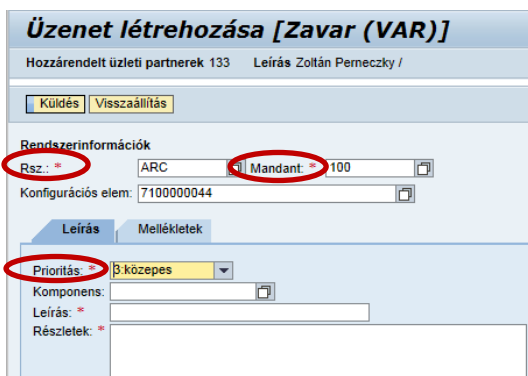 Üzenet létrehozása [Zavar (VAR)]
Hozzárendelt üzleti partnerek 133 Leírás Zoltán Perneczky /
Küldés Visszaállítás
Rendszerinformációk
Rsz.: * ARC Mandant: * 100
Konfigurációs elem: 7100000044
Leírás Mellékletek
Prioritás: * 3:közepes
Komponens:
Leírás: *
Részletek: *